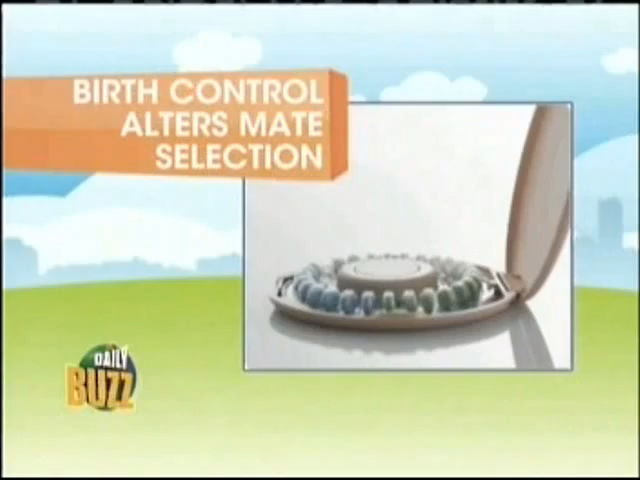 BIRTH CONTROL
ALTERS MATE
SELECTION
DAILY
BUZZ